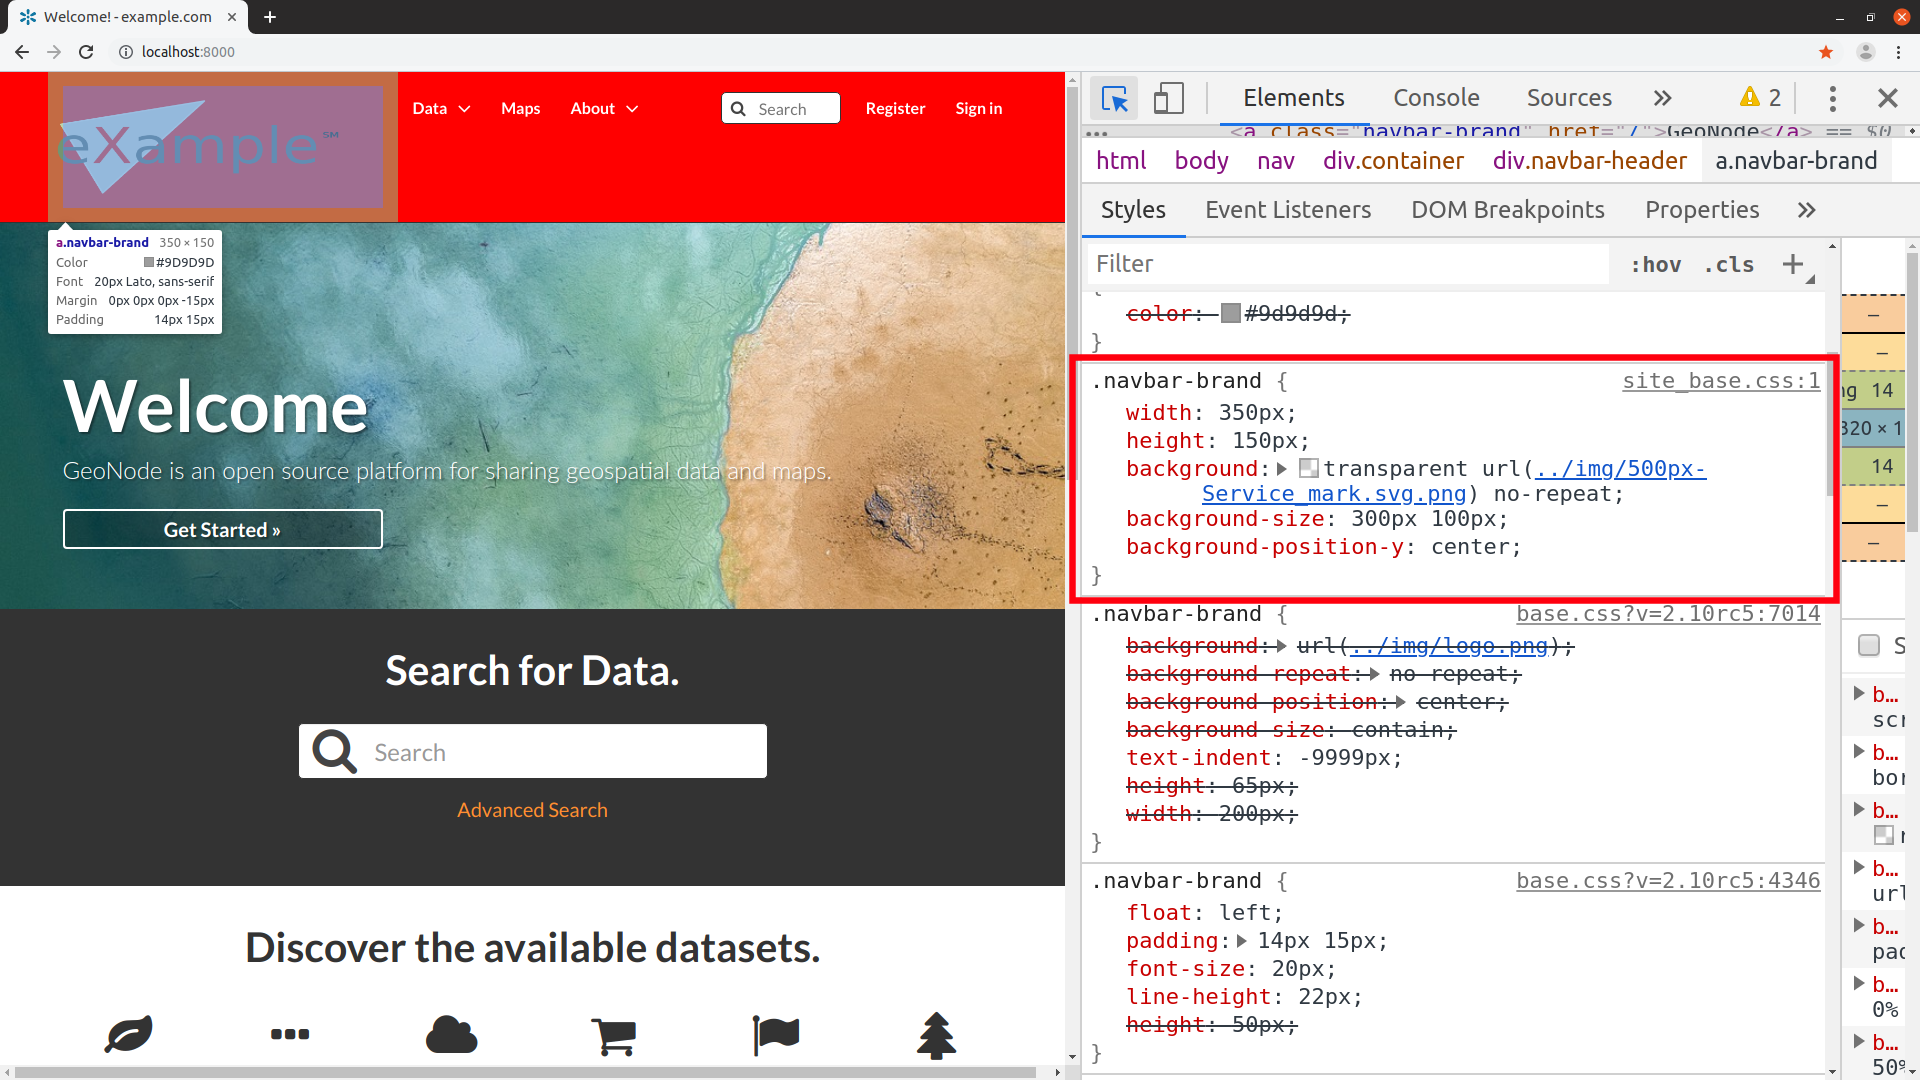 Welcome! - example.com
localhost:8000
eXample SM
Data
Maps
About
Search
Register
Sign in
a.navbar-brand 350 × 150
Color #9D9D9D
Font 20px Lato, sans-serif
Margin 0px 0px 0px -15px
Padding 14px 15px
Welcome
GeoNode is an open source platform for sharing geospatial data and maps.
Get Started »
Search for Data.
Search
Advanced Search
Discover the available datasets.
Elements Console Sources » 2
<a class="navbar-brand" href="/">GeoNode</a> == $0
html body nav div.container div.navbar-header a.navbar-brand
Styles Event Listeners DOM Breakpoints Properties »
Filter :hov .cls +
{
color: #9d9d9d;
}
.navbar-brand { site_base.css:1
width: 350px;
height: 150px;
background: transparent url(../img/500px-
Service_mark.svg.png) no-repeat;
background-size: 300px 100px;
background-position-y: center;
}
.navbar-brand { base.css?v=2.10rc5:7014
background: url(../img/logo.png);
background-repeat: no-repeat;
background-position: center;
background-size: contain;
text-indent: -9999px;
height: 65px;
width: 200px;
}
.navbar-brand { base.css?v=2.10rc5:4346
float: left;
padding: 14px 15px;
font-size: 20px;
line-height: 22px;
height: 50px;
}
–
–
ng 14
320 × 1
14
–
–
S
b…
scr
b…
bor
b…
r
b…
url
b…
pad
b…
0%
b…
50%